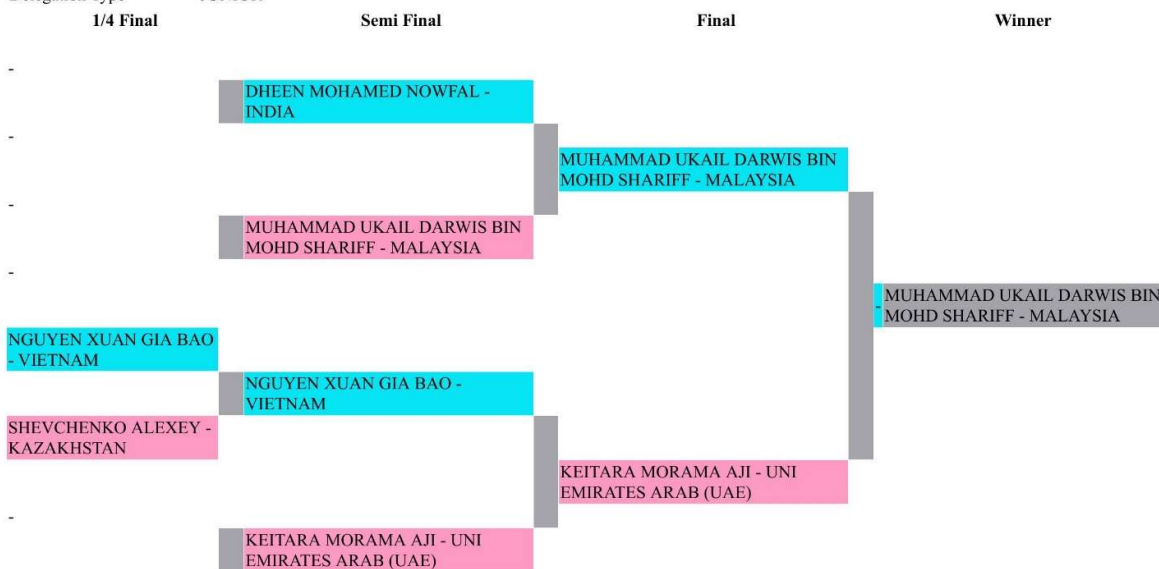 1/4 Final Semi Final Final Winner
-
DHEEN MOHAMED NOWFAL -
INDIA
-
MUHAMMAD UKAIL DARWIS BIN
MOHD SHARIFF - MALAYSIA
-
MUHAMMAD UKAIL DARWIS BIN
MOHD SHARIFF - MALAYSIA
-
- MUHAMMAD UKAIL DARWIS BIN
MOHD SHARIFF - MALAYSIA
NGUYEN XUAN GIA BAO
- VIETNAM
NGUYEN XUAN GIA BAO -
VIETNAM
SHEVCHENKO ALEXEY -
KAZAKHSTAN
KEITARA MORAMA AJI - UNI
EMIRATES ARAB (UAE)
-
KEITARA MORAMA AJI - UNI
EMIRATES ARAB (UAE)